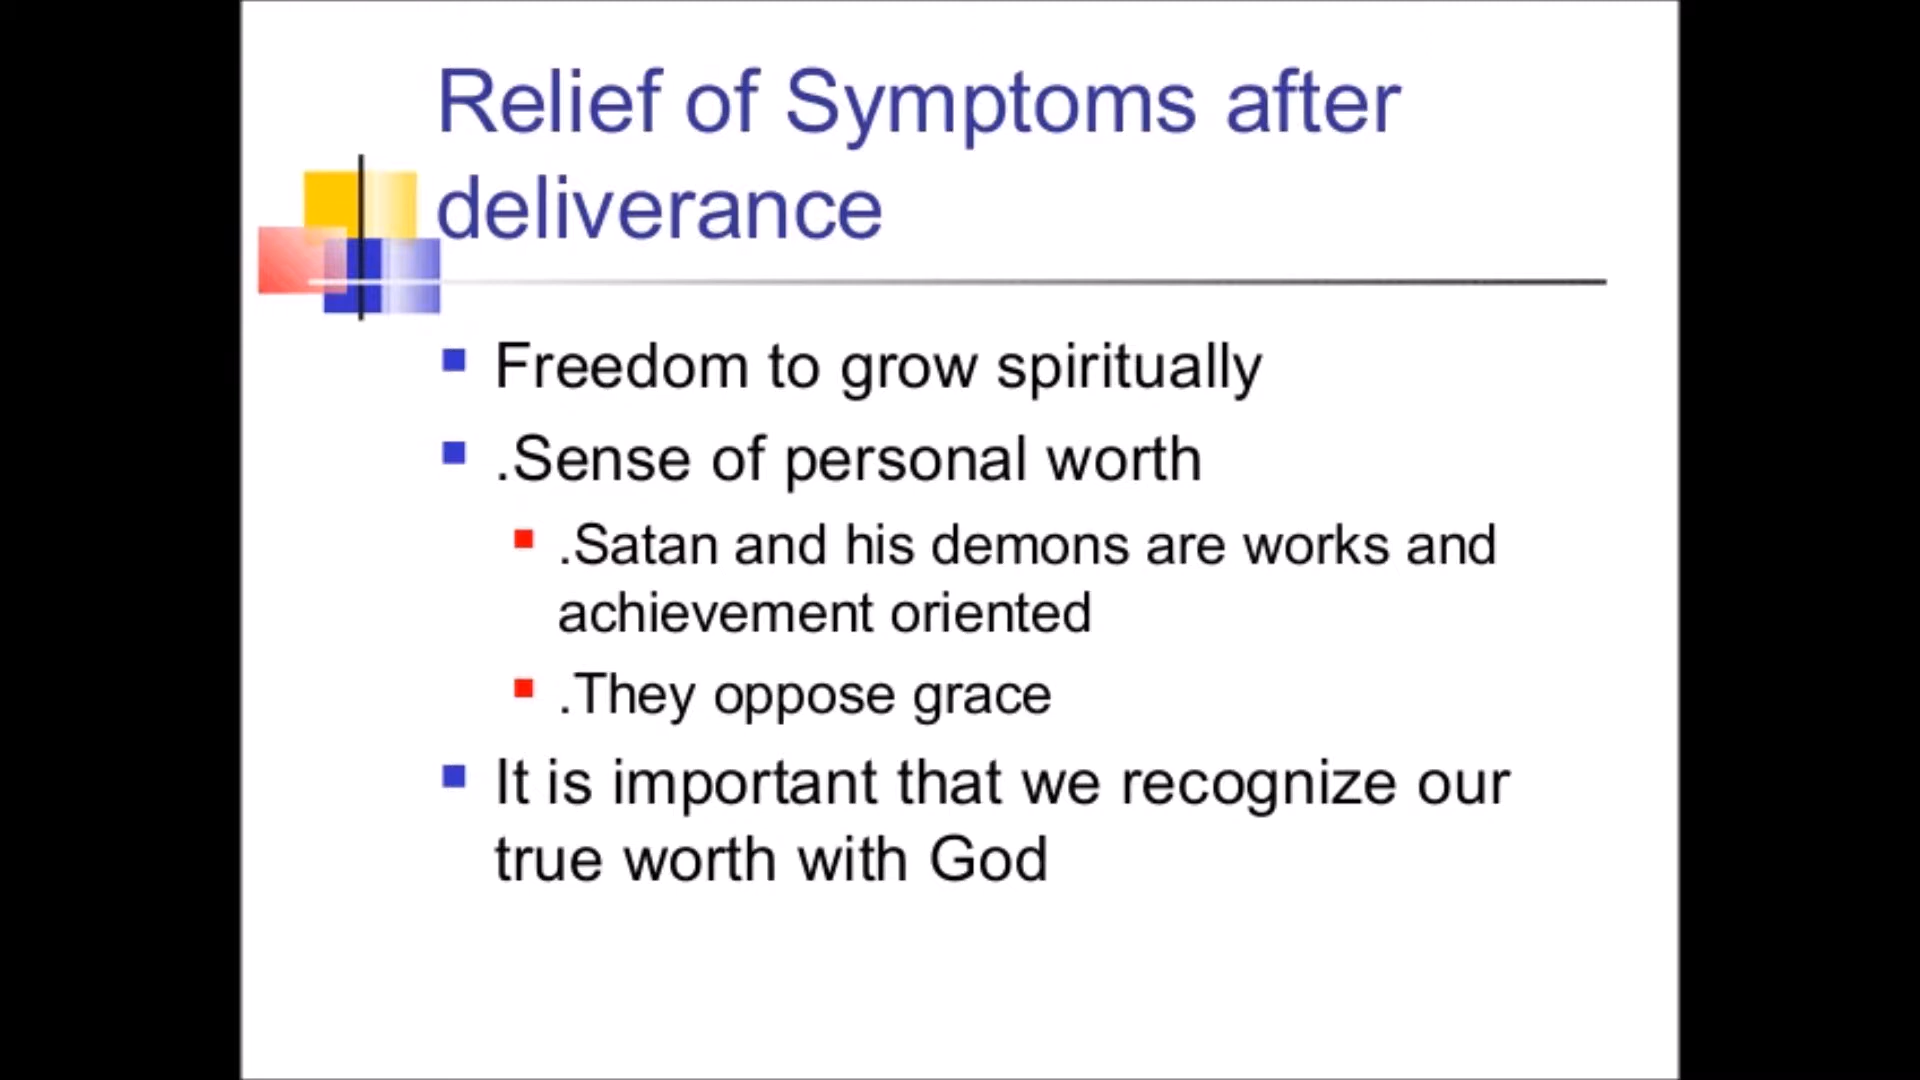 Relief of Symptoms after
deliverance
Freedom to grow spiritually
.Sense of personal worth
.Satan and his demons are works and
achievement oriented
.They oppose grace
It is important that we recognize our
true worth with God